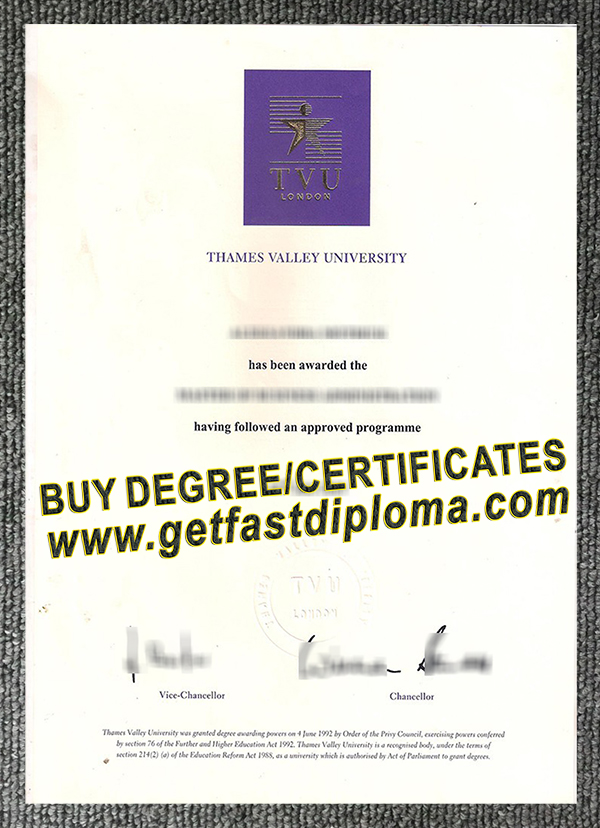 TVU
LONDON
THAMES VALLEY UNIVERSITY
has been awarded the
having followed an approved programme
BUY DEGREE/CERTIFICATES
www.getfastdiploma.com
THAMES VALLEY
TVU
LONDON
Vice-Chancellor
Chancellor
Thames Valley University was granted degree awarding powers on 4 June 1992 by Order of the Privy Council, exercising powers conferred
by section 76 of the Further and Higher Education Act 1992. Thames Valley University is a recognised body, under the terms of
section 214(2) (a) of the Education Reform Act 1988, as a university which is authorised by Act of Parliament to grant degrees.